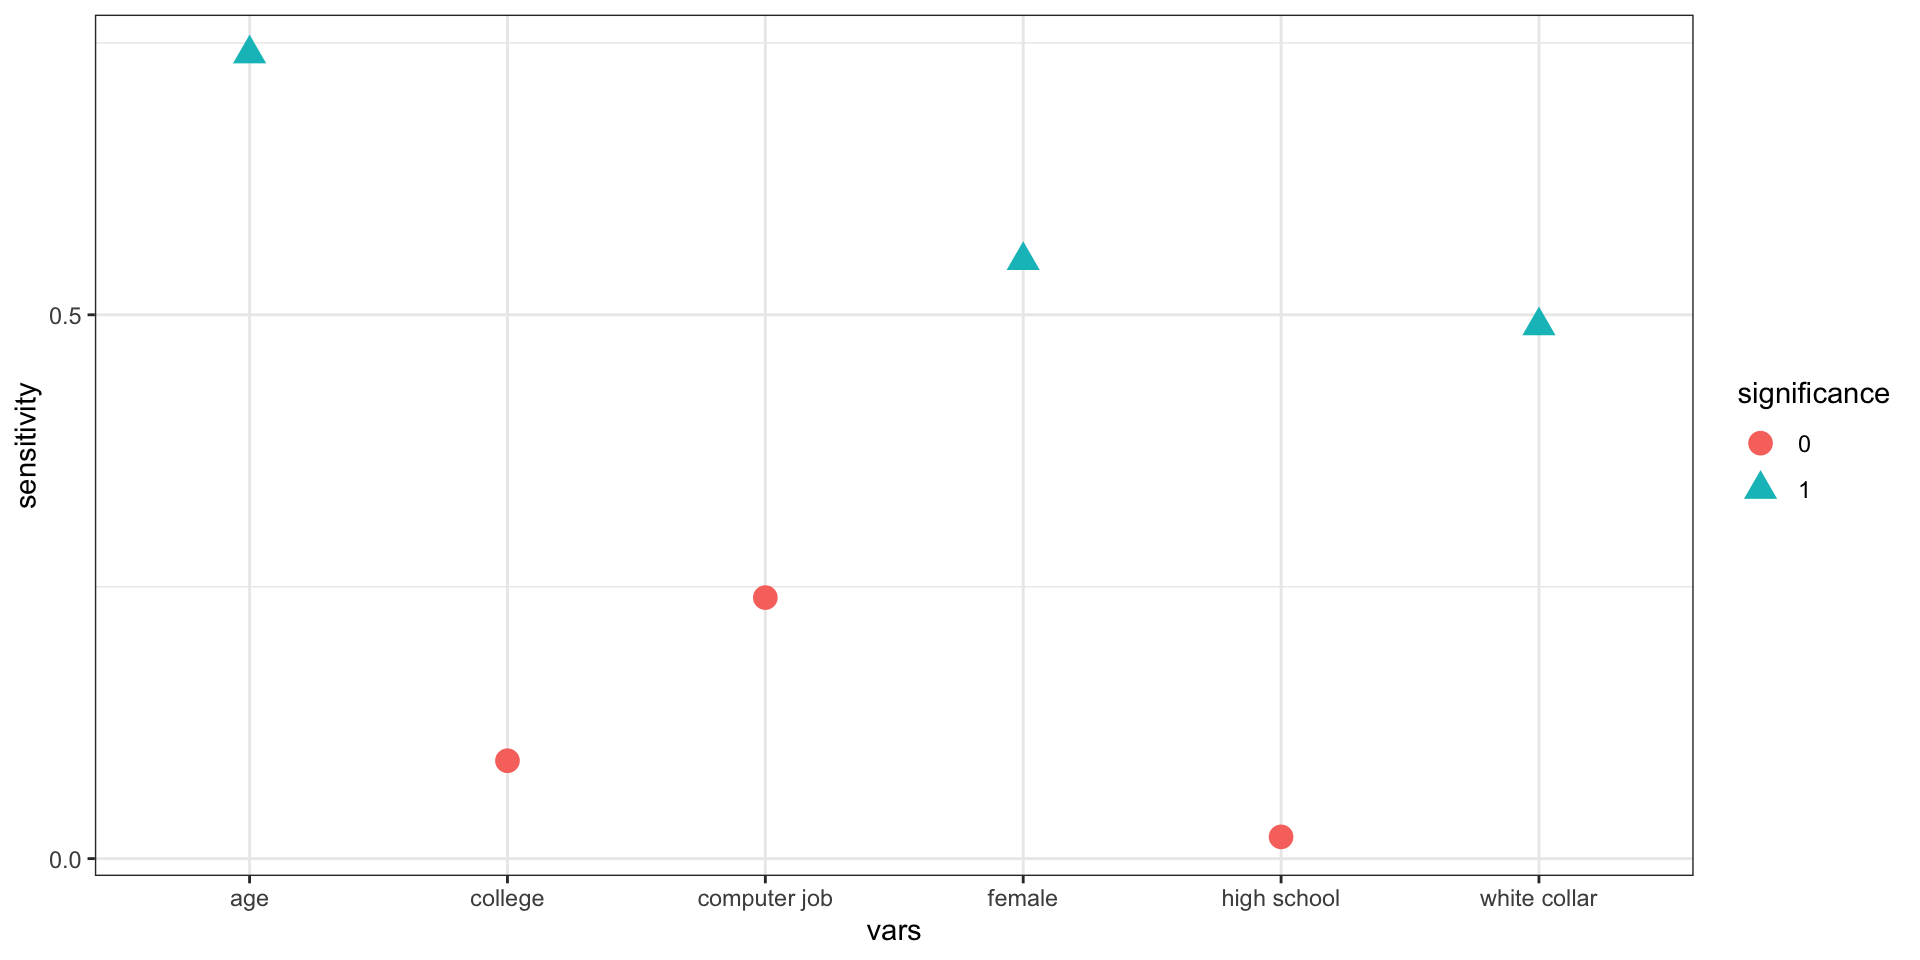 0.5
0.0
sensitivity
age college computer job female high school white collar
vars
significance
0
1